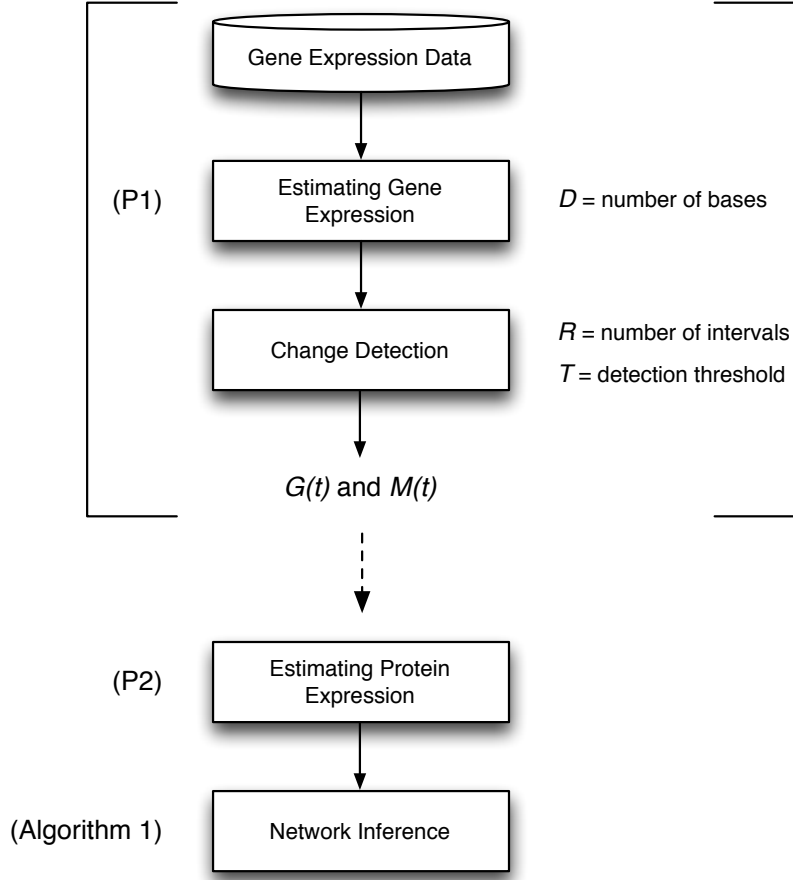 Gene Expression Data
(P1)
Estimating Gene
Expression
D = number of bases
Change Detection
R = number of intervals
T = detection threshold
G(t) and M(t)
(P2)
Estimating Protein
Expression
(Algorithm 1)
Network Inference